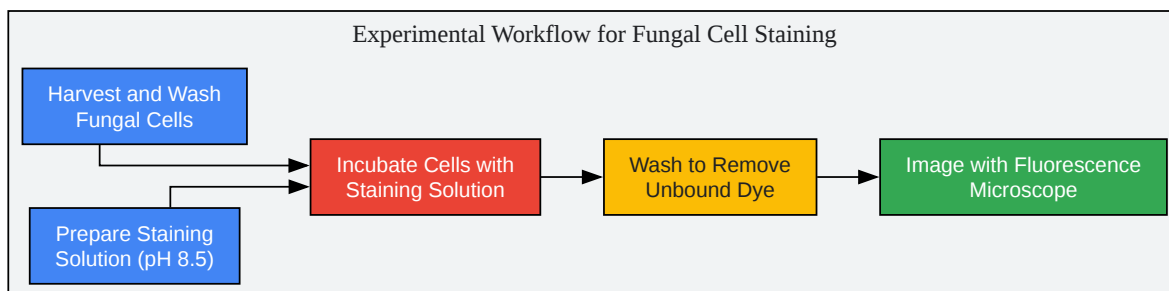 Experimental Workflow for Fungal Cell Staining
Harvest and Wash
Fungal Cells
Prepare Staining
Solution (pH 8.5)
Incubate Cells with
Staining Solution
Wash to Remove
Unbound Dye
Image with Fluorescence
Microscope